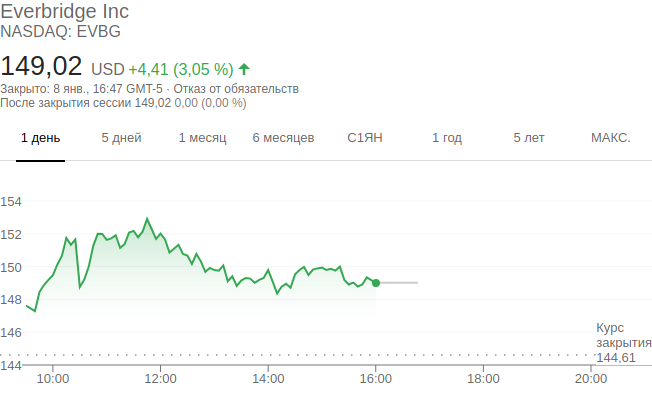 Everbridge Inc
NASDAQ: EVBG
149,02 USD +4,41 (3,05 %)
Закрыто: 8 янв., 16:47 GMT-5 · Отказ от обязательств
После закрытия сессии 149,02 0,00 (0,00 %)
1 день 5 дней 1 месяц 6 месяцев С1ЯН 1 год 5 лет МАКС.
154
152
150
148
146
144
Курс
закрытия
144,61
10:00 12:00 14:00 16:00 18:00 20:00